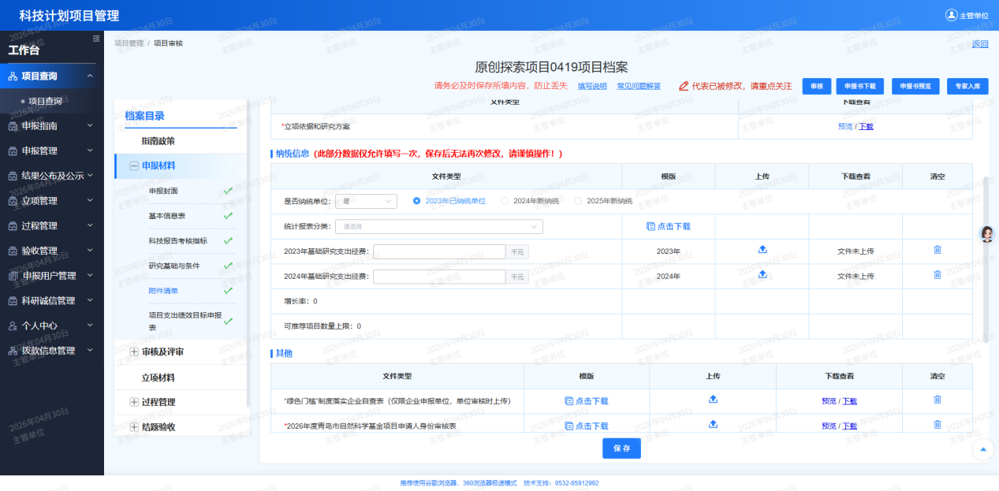 科技计划项目管理
主管单位
工作台
项目管理 / 项目审核
返回
原创探索项目0419项目档案
请务必及时保存所填内容，防止丢失 填写说明 常见问题解答 代表已被修改，请重点关注 审核 申报书下载 申报书预览 专家入库
项目查询
项目查询
申报指南
申报管理
结果公布及公示
立项管理
过程管理
验收管理
申报用户管理
科研诚信管理
个人中心
拨款信息管理
档案目录
指南政策
申报材料
申报封面
基本信息表
科技报告考核指标
研究基础与条件
附件清单
项目支出绩效目标申报表
审核及评审
立项材料
过程管理
结题验收
文件类型 下载查看
*立项依据和研究方案 预览 / 下载
纳统信息（此部分数据仅允许填写一次，保存后无法再次修改，请谨慎操作！）
文件类型 模版 上传 下载查看 清空
是否纳统单位： 是 2023年已纳统单位 2024年新纳统 2025年新纳统
统计报表分类： 请选择 点击下载
2023年基础研究支出经费： 千元 2023年 文件未上传
2024年基础研究支出经费： 千元 2024年 文件未上传
增长率：0
可推荐项目数量上限：0
其他
文件类型 模版 上传 下载查看 清空
“绿色门槛”制度落实企业自查表（仅限企业申报单位，单位审核时上传） 点击下载 预览 / 下载
*2026年度青岛市自然科学基金项目申请人身份审核表 点击下载 预览 / 下载
保 存
推荐使用谷歌浏览器，360浏览器极速模式 技术支持：0532-85912992
2026年04月30日
主管单位